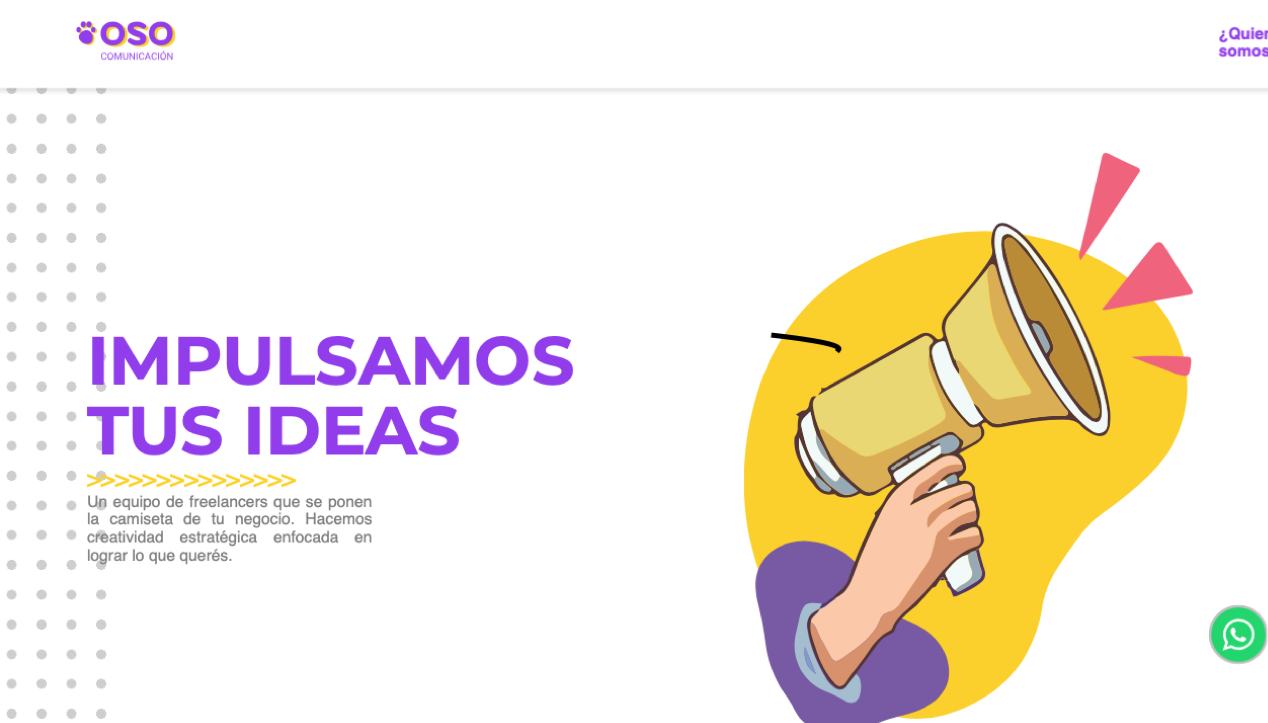 OSO
COMUNICACIÓN
¿Quien
somos
IMPULSAMOS
TUS IDEAS
>>>>>>>>>>>>>>>
Un equipo de freelancers que se ponen
la camiseta de tu negocio. Hacemos
creatividad estratégica enfocada en
lograr lo que querés.